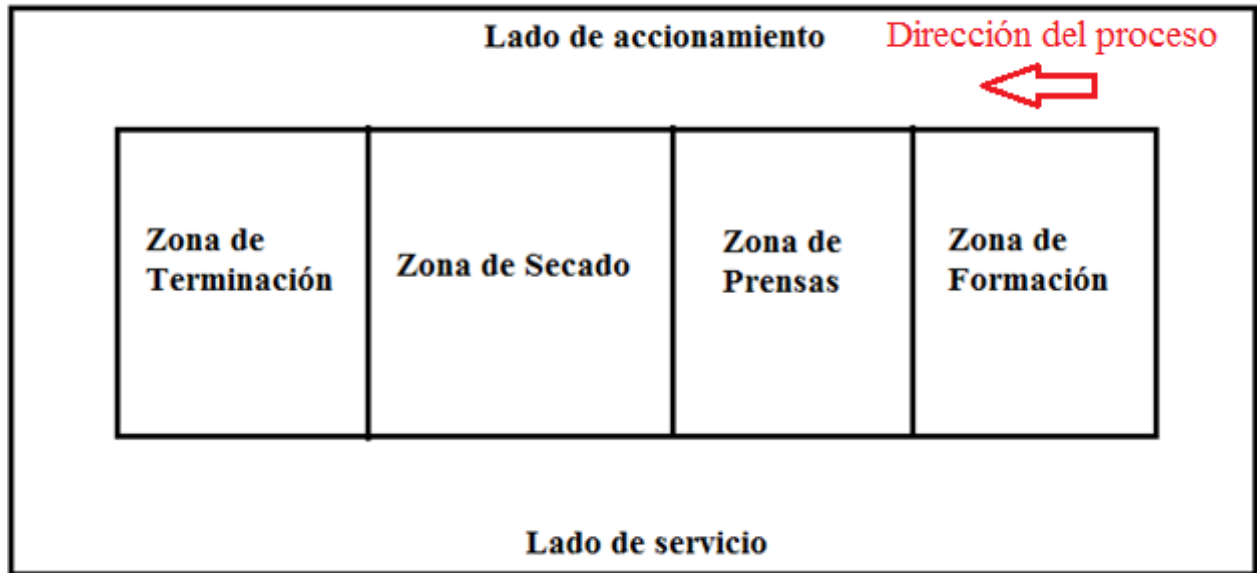 Lado de accionamiento
Dirección del proceso
Zona de
Terminación
Zona de Secado
Zona de
Prensas
Zona de
Formación
Lado de servicio